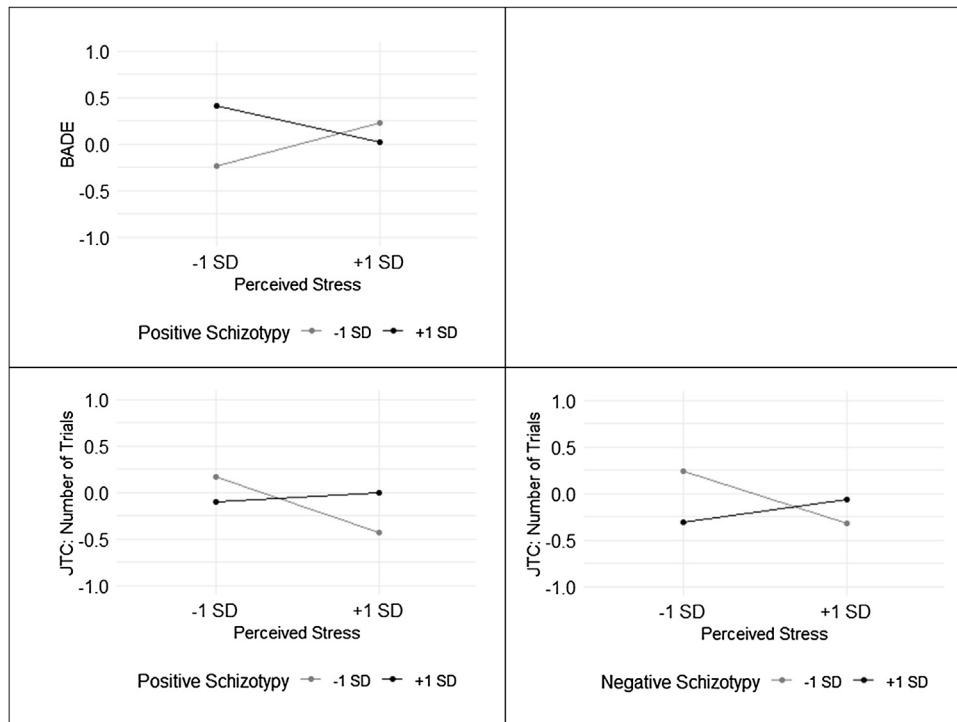 BADE
1.0
0.5
0.0
-0.5
-1.0
-1 SD +1 SD
Perceived Stress
Positive Schizotypy -1 SD +1 SD
JTC: Number of Trials
1.0
0.5
0.0
-0.5
-1.0
-1 SD +1 SD
Perceived Stress
Positive Schizotypy -1 SD +1 SD
JTC: Number of Trials
1.0
0.5
0.0
-0.5
-1.0
-1 SD +1 SD
Perceived Stress
Negative Schizotypy -1 SD +1 SD